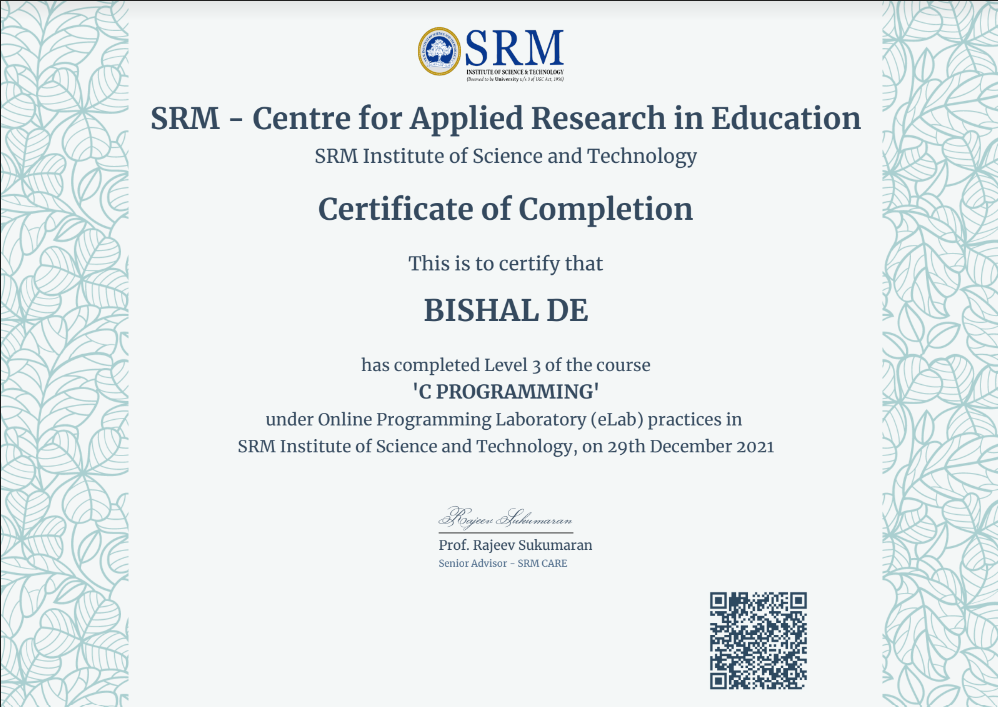 SRM
INSTITUTE OF SCIENCE & TECHNOLOGY
(Deemed to be University u/s 3 of UGC Act, 1956)
SRM - Centre for Applied Research in Education
SRM Institute of Science and Technology
Certificate of Completion
This is to certify that
BISHAL DE
has completed Level 3 of the course
'C PROGRAMMING'
under Online Programming Laboratory (eLab) practices in
SRM Institute of Science and Technology, on 29th December 2021
Rajeev Sukumaran
Prof. Rajeev Sukumaran
Senior Advisor - SRM CARE